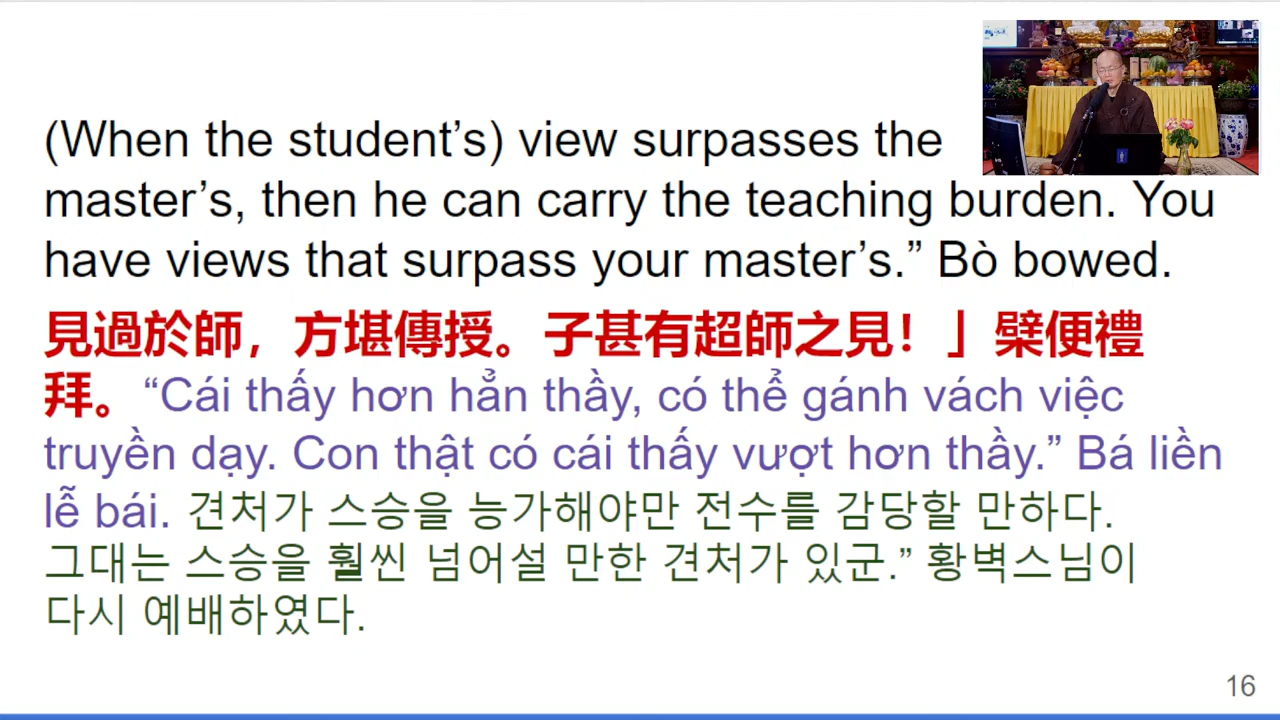 (When the student’s) view surpasses the
master’s, then he can carry the teaching burden. You
have views that surpass your master’s.” Bò bowed.
見過於師，方堪傳授。子甚有超師之見！」檗便禮
拜。 “Cái thấy hơn hẳn thầy, có thể gánh vách việc
truyền dạy. Con thật có cái thấy vượt hơn thầy.” Bá liền
lễ bái. 견처가 스승을 능가해야만 전수를 감당할 만하다.
그대는 스승을 훨씬 넘어설 만한 견처가 있군.” 황벽스님이
다시 예배하였다.
16